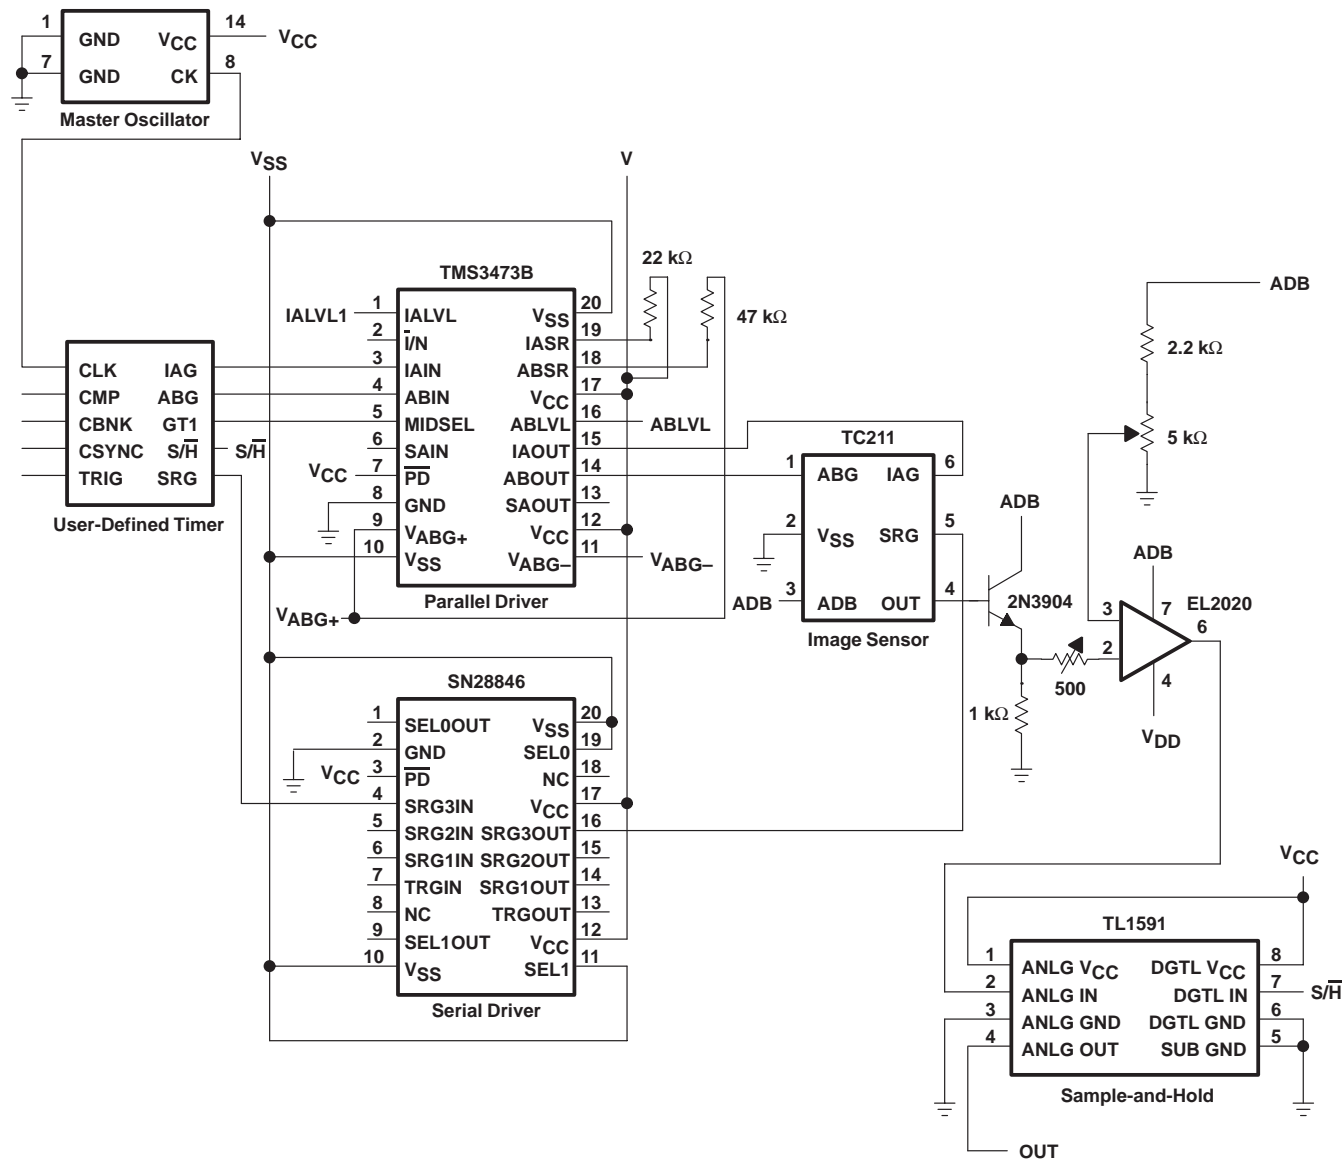 1 GND VCC 14 VCC
7 GND CK 8
Master Oscillator
VSS
V
TMS3473B
22 kΩ
47 kΩ
IALVL1 1 IALVL VSS 20
2 I̅/N IASR 19
3 IAIN ABSR 18
4 ABIN VCC 17
5 MIDSEL ABLVL 16 ABLVL
6 SAIN IAOUT 15
VCC 7 P̅D̅ ABOUT 14
8 GND SAOUT 13
9 VABG+ VCC 12
10 VSS VABG– 11 VABG–
Parallel Driver
VABG+
CLK IAG
CMP ABG
CBNK GT1
CSYNC S/H̅ S/H̅
TRIG SRG
User-Defined Timer
TC211
1 ABG IAG 6
2 VSS SRG 5
ADB 3 ADB OUT 4
Image Sensor
ADB
2N3904
500
1 kΩ
ADB
2.2 kΩ
5 kΩ
ADB
EL2020
3 7 6
2 4
VDD
SN28846
1 SEL0OUT VSS 20
2 GND SEL0 19
VCC 3 P̅D̅ NC 18
4 SRG3IN VCC 17
5 SRG2IN SRG3OUT 16
6 SRG1IN SRG2OUT 15
7 TRGIN SRG1OUT 14
8 NC TRGOUT 13
9 SEL1OUT VCC 12
10 VSS SEL1 11
Serial Driver
VCC
TL1591
1 ANLG VCC DGTL VCC 8
2 ANLG IN DGTL IN 7 S/H̅
3 ANLG GND DGTL GND 6
4 ANLG OUT SUB GND 5
Sample-and-Hold
OUT